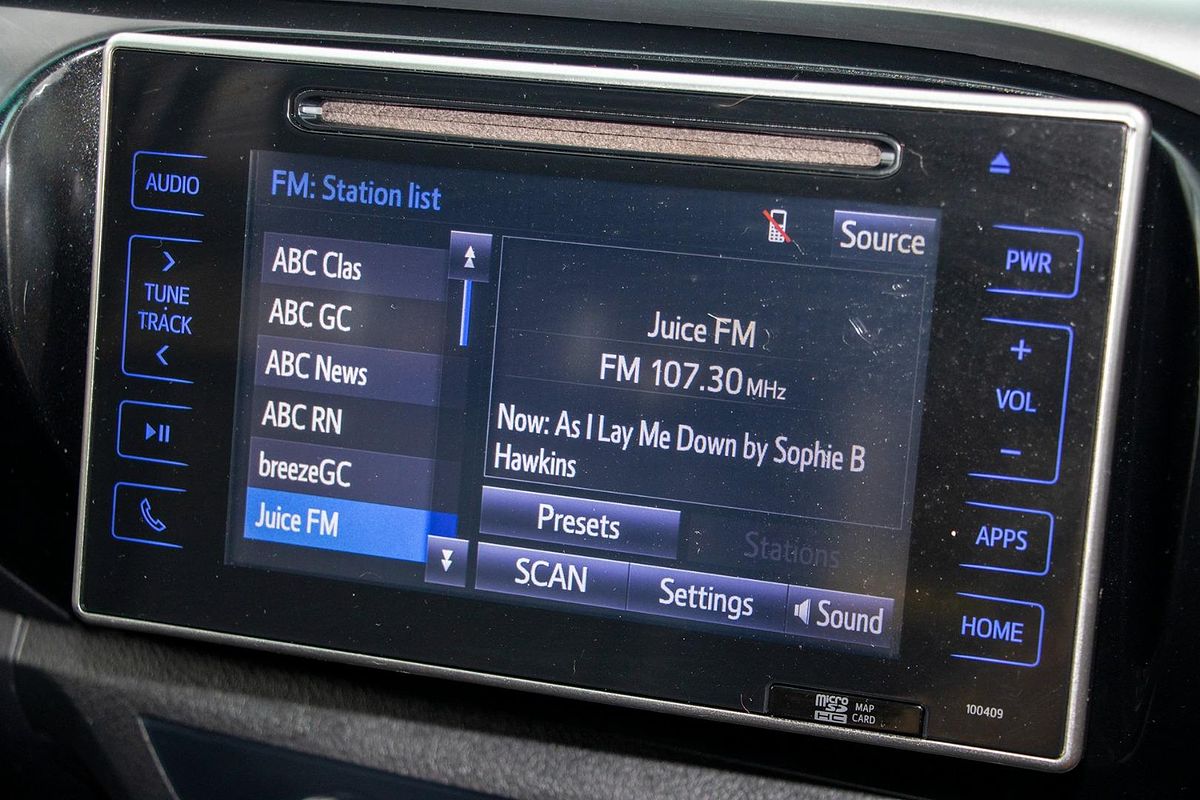 AUDIO
TUNE
TRACK
FM: Station list
Source
ABC Clas
ABC GC
ABC News
ABC RN
breezeGC
Juice FM
Juice FM
FM 107.30 MHz
Now: As I Lay Me Down by Sophie B
Hawkins
Presets
Stations
SCAN
Settings
Sound
PWR
+
VOL
-
APPS
HOME
micro
SD
HC
MAP
CARD
100409